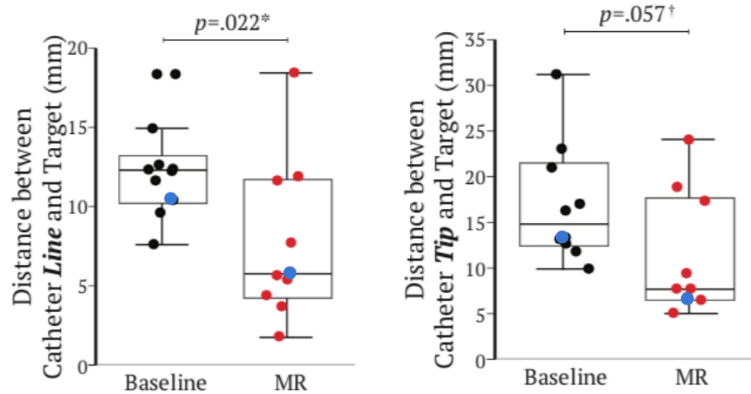 p=.022*
Distance between
Catheter Line and Target (mm)
20
15
10
5
0
Baseline
MR
p=.057†
Distance between
Catheter Tip and Target (mm)
35
30
25
20
15
10
5
0
Baseline
MR